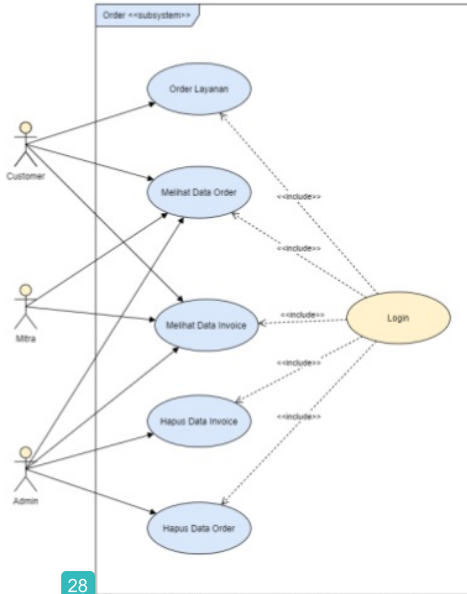 Order <<subsystem>>
Order Layanan
Customer
Melihat Data Order
<<include>>
<<include>>
Mitra
Melihat Data Invoice
<<include>>
Login
<<include>>
Hapus Data Invoice
<<include>>
Admin
Hapus Data Order
28